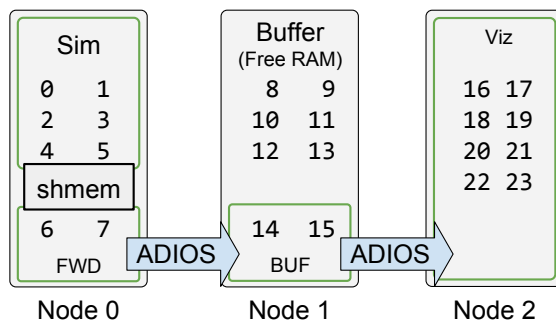 Sim
0 1
2 3
4 5
shmem
6 7
FWD
Node 0
ADIOS
Buffer
(Free RAM)
8 9
10 11
12 13
14 15
BUF
Node 1
ADIOS
Viz
16 17
18 19
20 21
22 23
Node 2